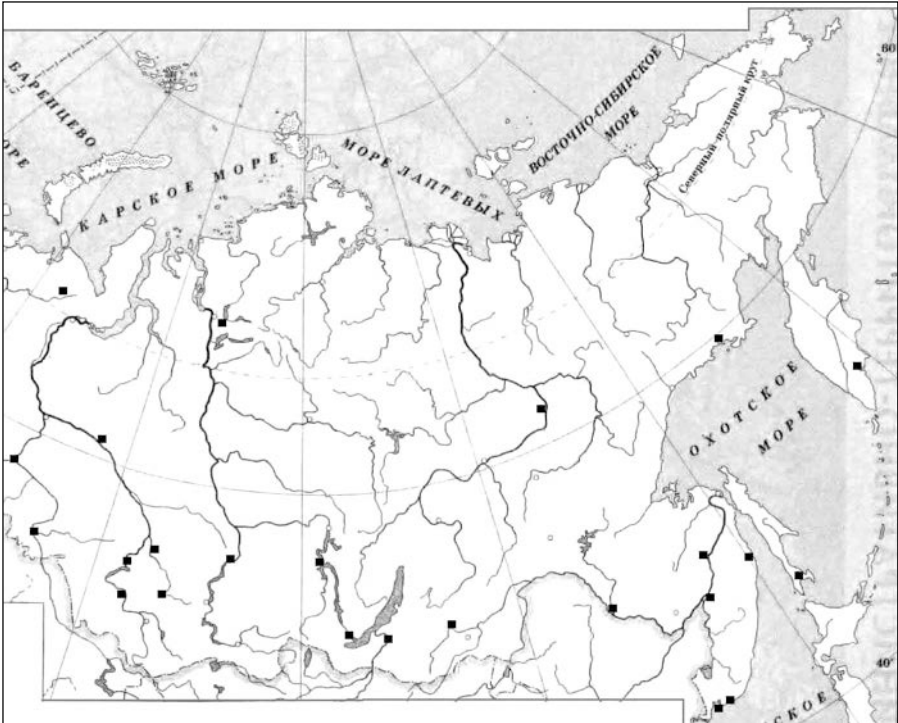 БАРЕНЦЕВО
МОРЕ
КАРСКОЕ МОРЕ
МОРЕ ЛАПТЕВЫХ
ВОСТОЧНО-СИБИРСКОЕ
МОРЕ
Северный полярный круг
60
ОХОТСКОЕ
МОРЕ
40°
СКОЕ